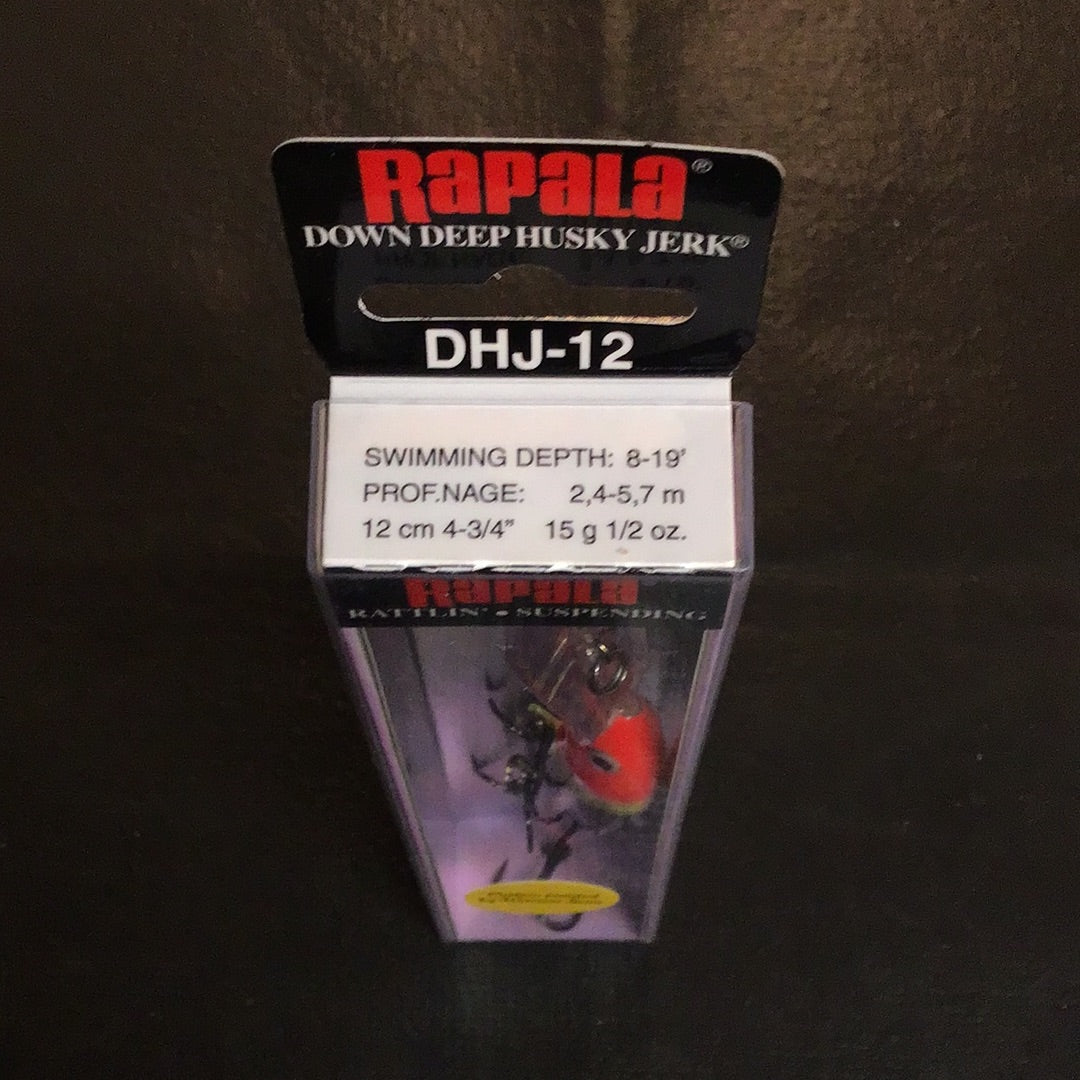 Rapala®
DOWN DEEP HUSKY JERK®
DHJ-12
SWIMMING DEPTH: 8-19'
PROF.NAGE: 2,4-5,7 m
12 cm 4-3/4" 15 g 1/2 oz.
Rapala
RATTLIN' • SUSPENDING